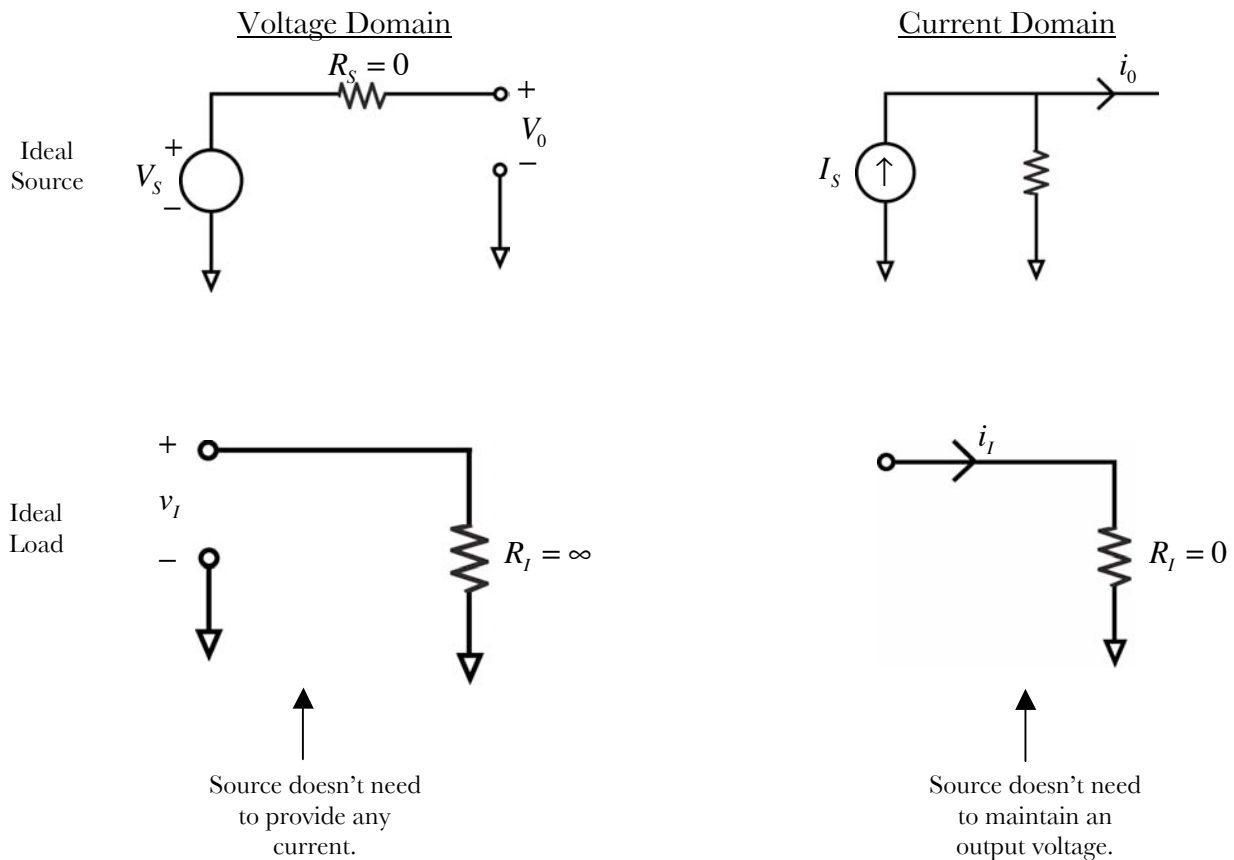 Voltage Domain
Current Domain
R_S = 0
i_0
+
+
V_0
Ideal
Source
V_S
−
−
I_S
↑
+
i_I
v_I
Ideal
Load
R_I = ∞
R_I = 0
−
Source doesn’t need
to provide any
current.
Source doesn’t need
to maintain an
output voltage.